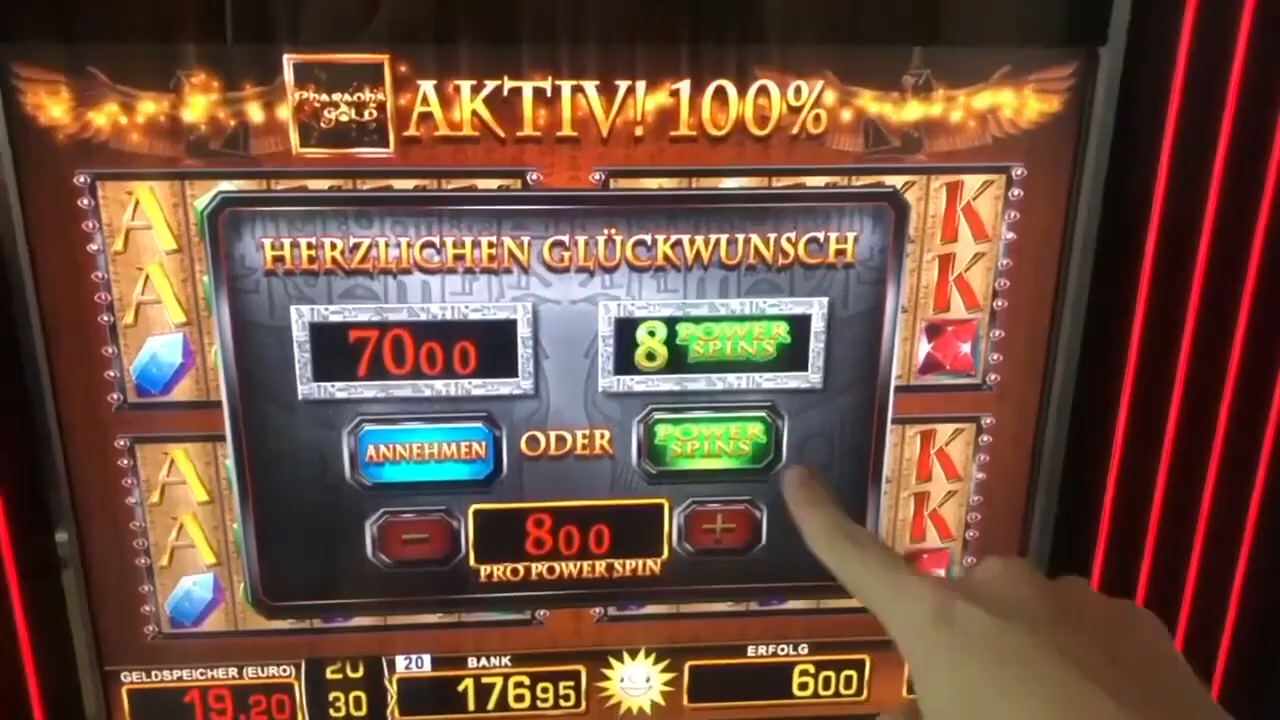 PHARAOH'S GOLD
AKTIV! 100%
A
K
A
K
HERZLICHEN GLÜCKWUNSCH
7000
8 POWER SPINS
ANNEHMEN
ODER
POWER SPINS
A
K
A
K
-
800
+
PRO POWER SPIN
GELDSPEICHER (EURO)
19,20
20
30
20
BANK
17695
ERFOLG
600